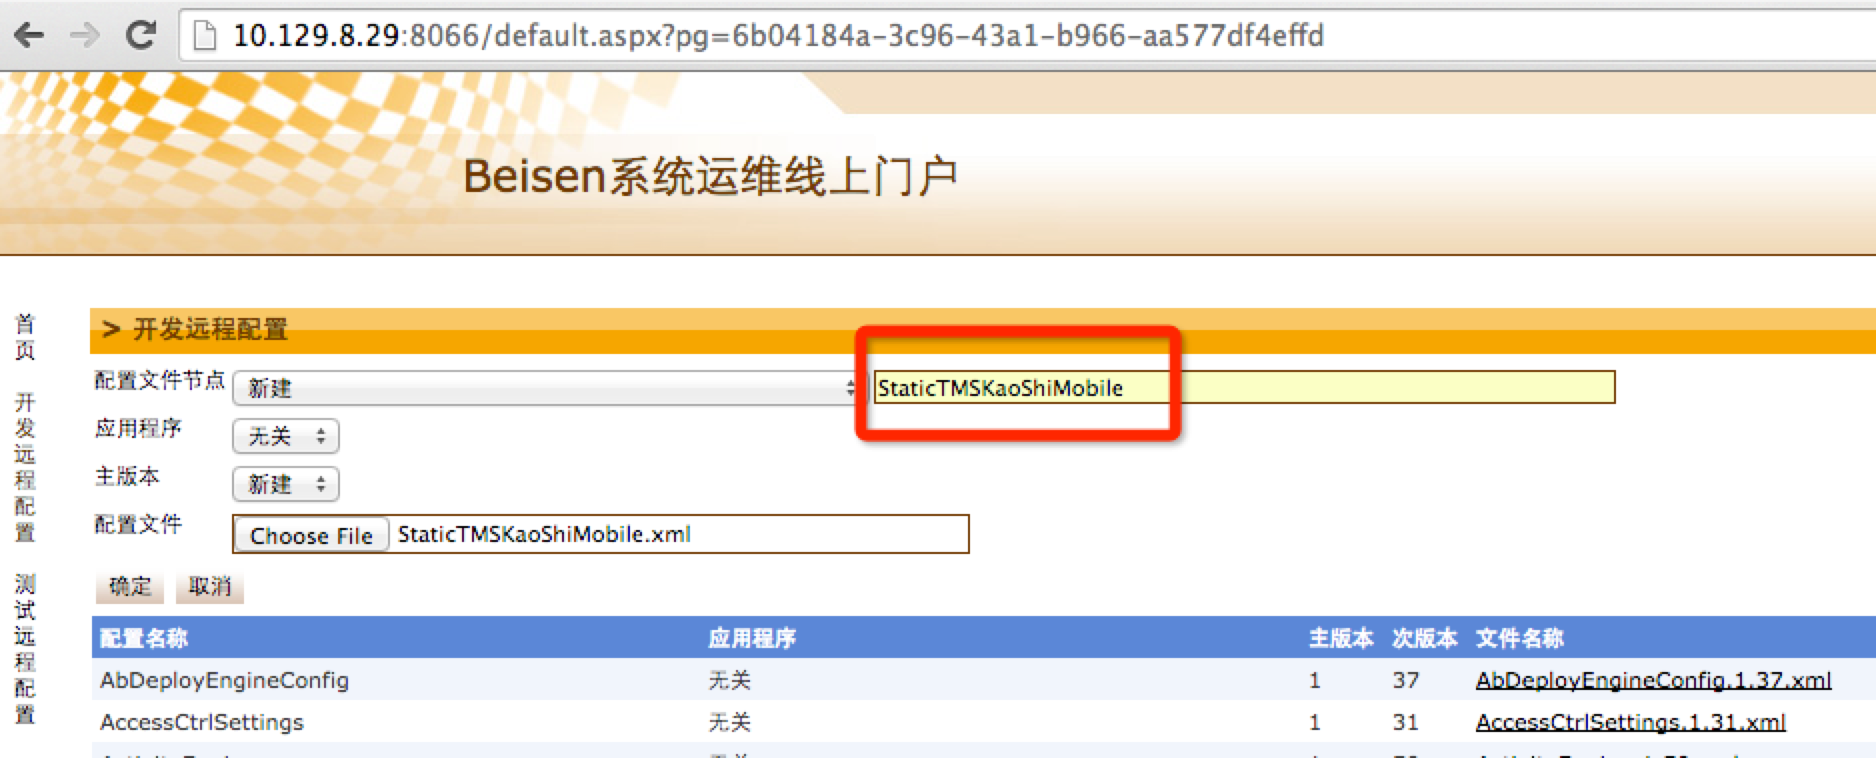 10.129.8.29:8066/default.aspx?pg=6b04184a-3c96-43a1-b966-aa577df4effd
Beisen系统运维线上门户
首页
开发远程配置
测试远程配置
> 开发远程配置
配置文件节点 新建 StaticTMSKaoShiMobile
应用程序 无关
主版本 新建
配置文件 Choose File StaticTMSKaoShiMobile.xml
确定 取消
配置名称 应用程序 主版本 次版本 文件名称
AbDeployEngineConfig 无关 1 37 AbDeployEngineConfig.1.37.xml
AccessCtrlSettings 无关 1 31 AccessCtrlSettings.1.31.xml